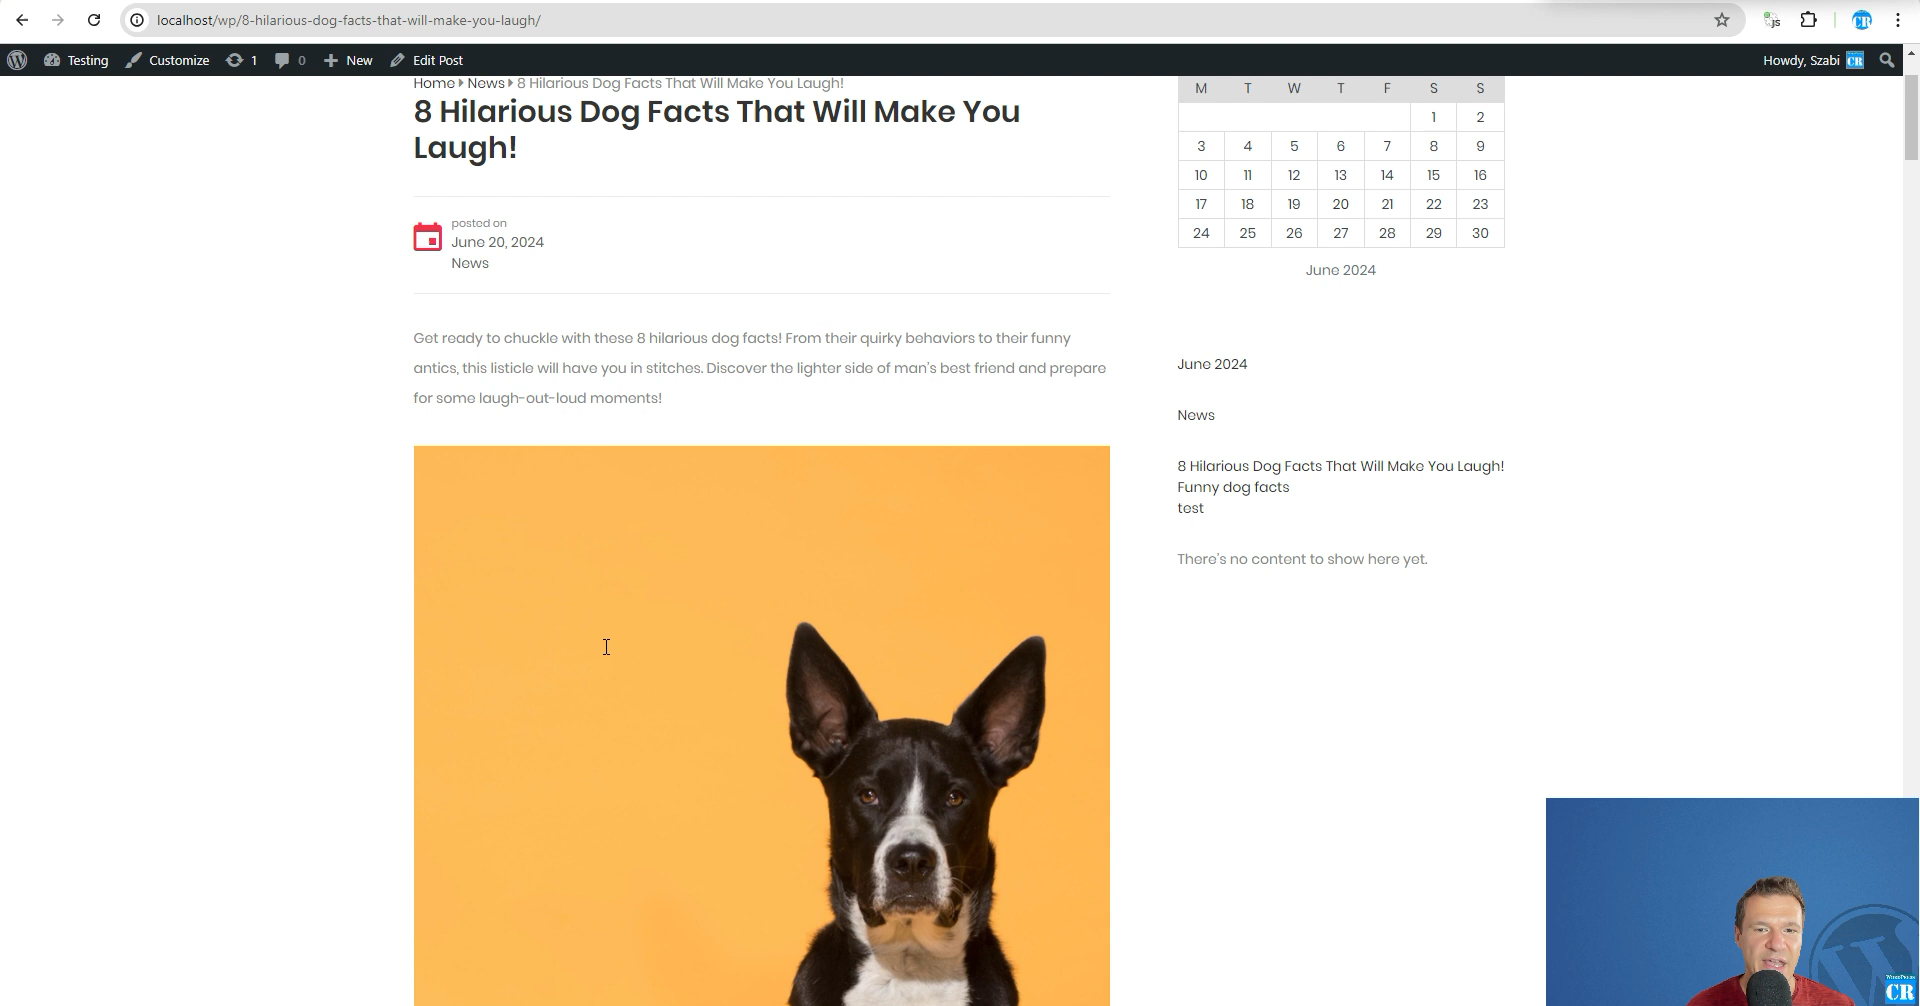 localhost/wp/8-hilarious-dog-facts-that-will-make-you-laugh/
JS
CR
Testing
Customize
1
0
New
Edit Post
Howdy, Szabi
CR
Home
News
8 Hilarious Dog Facts That Will Make You Laugh!
8 Hilarious Dog Facts That Will Make You
Laugh!
posted on
June 20, 2024
News
Get ready to chuckle with these 8 hilarious dog facts! From their quirky behaviors to their funny
antics, this listicle will have you in stitches. Discover the lighter side of man's best friend and prepare
for some laugh-out-loud moments!
M T W T F S S
1 2
3 4 5 6 7 8 9
10 11 12 13 14 15 16
17 18 19 20 21 22 23
24 25 26 27 28 29 30
June 2024
June 2024
News
8 Hilarious Dog Facts That Will Make You Laugh!
Funny dog facts
test
There's no content to show here yet.
WordPress
CR